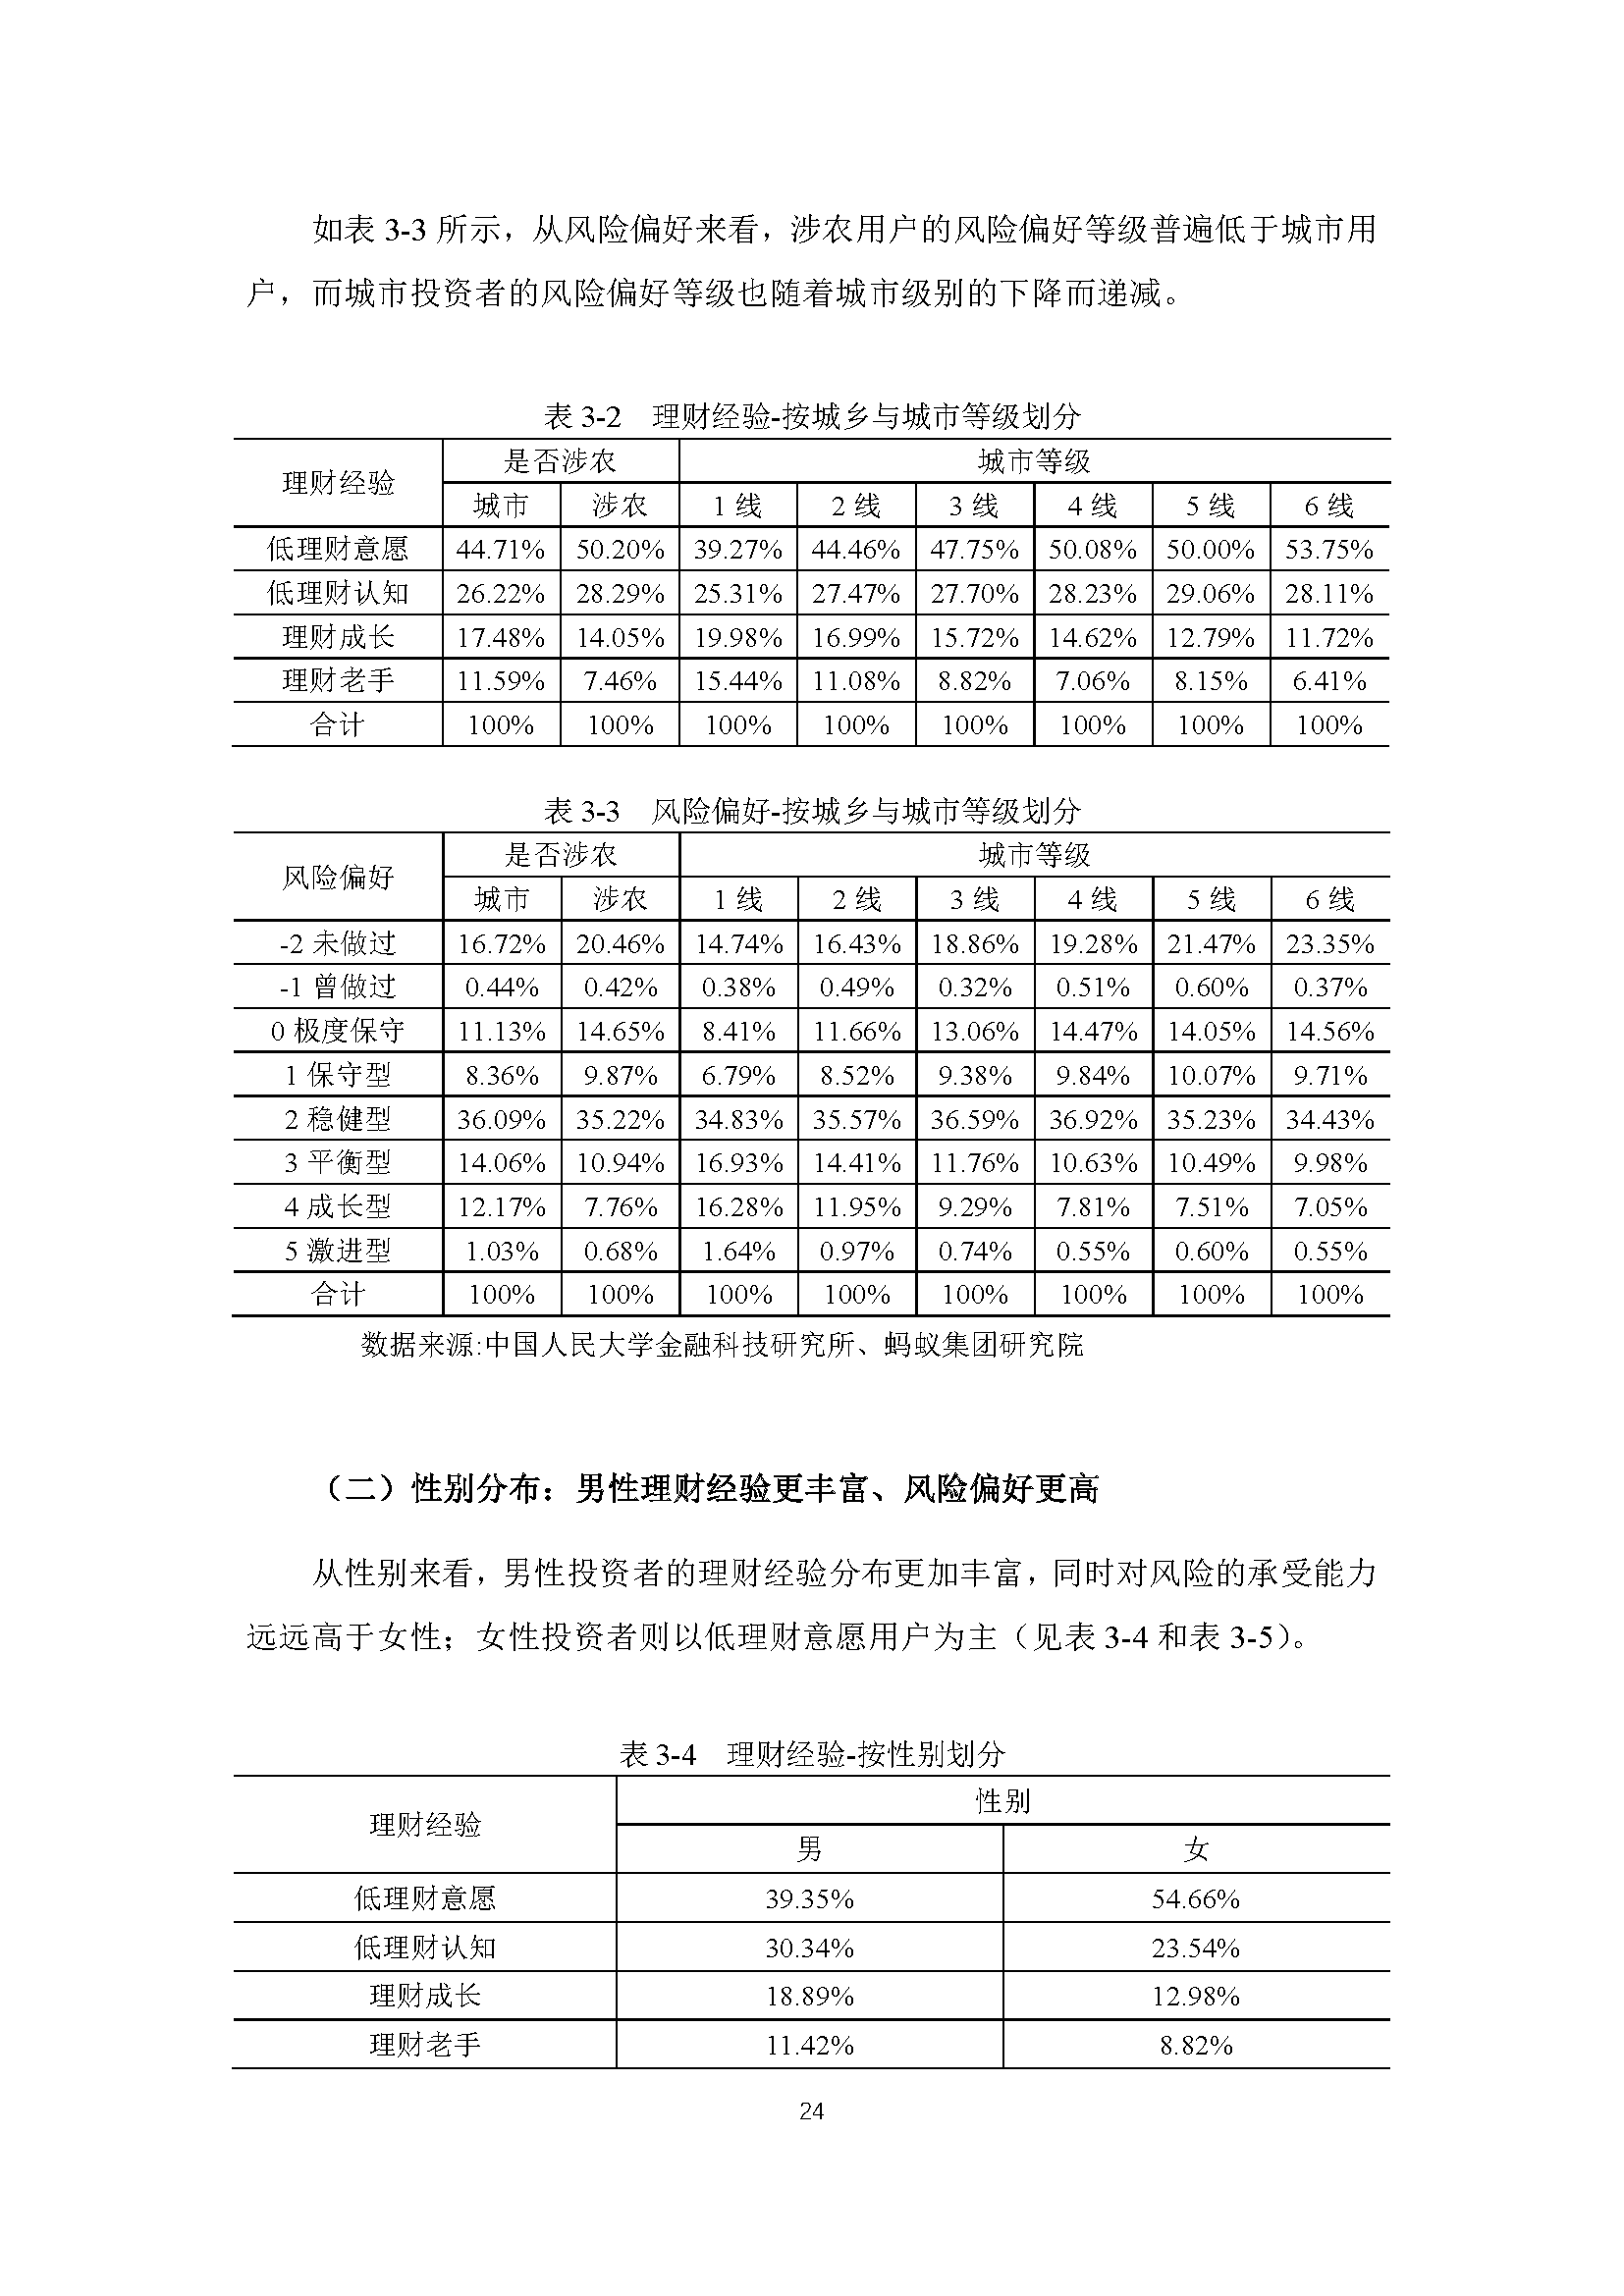 如表 3-3 所示，从风险偏好来看，涉农用户的风险偏好等级普遍低于城市用
户，而城市投资者的风险偏好等级也随着城市级别的下降而递减。
表 3-2 理财经验-按城乡与城市等级划分
理财经验 是否涉农 城市等级
城市 涉农 1 线 2 线 3 线 4 线 5 线 6 线
低理财意愿 44.71% 50.20% 39.27% 44.46% 47.75% 50.08% 50.00% 53.75%
低理财认知 26.22% 28.29% 25.31% 27.47% 27.70% 28.23% 29.06% 28.11%
理财成长 17.48% 14.05% 19.98% 16.99% 15.72% 14.62% 12.79% 11.72%
理财老手 11.59% 7.46% 15.44% 11.08% 8.82% 7.06% 8.15% 6.41%
合计 100% 100% 100% 100% 100% 100% 100% 100%
表 3-3 风险偏好-按城乡与城市等级划分
风险偏好 是否涉农 城市等级
城市 涉农 1 线 2 线 3 线 4 线 5 线 6 线
-2 未做过 16.72% 20.46% 14.74% 16.43% 18.86% 19.28% 21.47% 23.35%
-1 曾做过 0.44% 0.42% 0.38% 0.49% 0.32% 0.51% 0.60% 0.37%
0 极度保守 11.13% 14.65% 8.41% 11.66% 13.06% 14.47% 14.05% 14.56%
1 保守型 8.36% 9.87% 6.79% 8.52% 9.38% 9.84% 10.07% 9.71%
2 稳健型 36.09% 35.22% 34.83% 35.57% 36.59% 36.92% 35.23% 34.43%
3 平衡型 14.06% 10.94% 16.93% 14.41% 11.76% 10.63% 10.49% 9.98%
4 成长型 12.17% 7.76% 16.28% 11.95% 9.29% 7.81% 7.51% 7.05%
5 激进型 1.03% 0.68% 1.64% 0.97% 0.74% 0.55% 0.60% 0.55%
合计 100% 100% 100% 100% 100% 100% 100% 100%
数据来源:中国人民大学金融科技研究所、蚂蚁集团研究院
（二）性别分布：男性理财经验更丰富、风险偏好更高
从性别来看，男性投资者的理财经验分布更加丰富，同时对风险的承受能力
远远高于女性；女性投资者则以低理财意愿用户为主（见表 3-4 和表 3-5）。
表 3-4 理财经验-按性别划分
理财经验 性别
男 女
低理财意愿 39.35% 54.66%
低理财认知 30.34% 23.54%
理财成长 18.89% 12.98%
理财老手 11.42% 8.82%
24